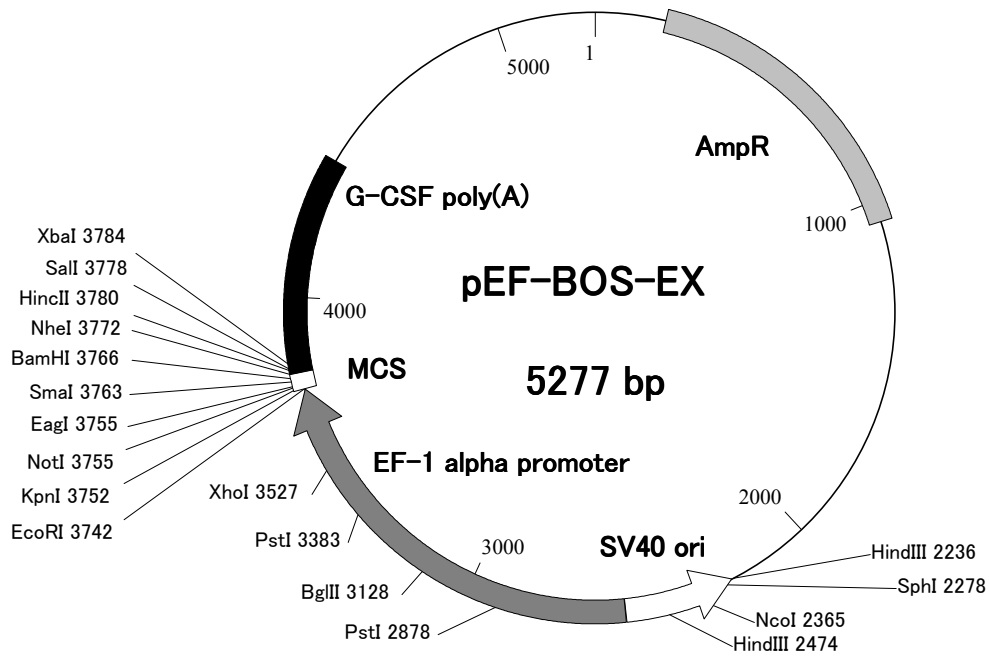 1
5000
AmpR
G-CSF poly(A)
1000
XbaI 3784
SalI 3778
HincII 3780
NheI 3772
BamHI 3766
SmaI 3763
EagI 3755
NotI 3755
KpnI 3752
EcoRI 3742
pEF-BOS-EX
4000
MCS
5277 bp
EF-1 alpha promoter
XhoI 3527
PstI 3383
BglII 3128
PstI 2878
3000
2000
SV40 ori
HindIII 2236
SphI 2278
NcoI 2365
HindIII 2474